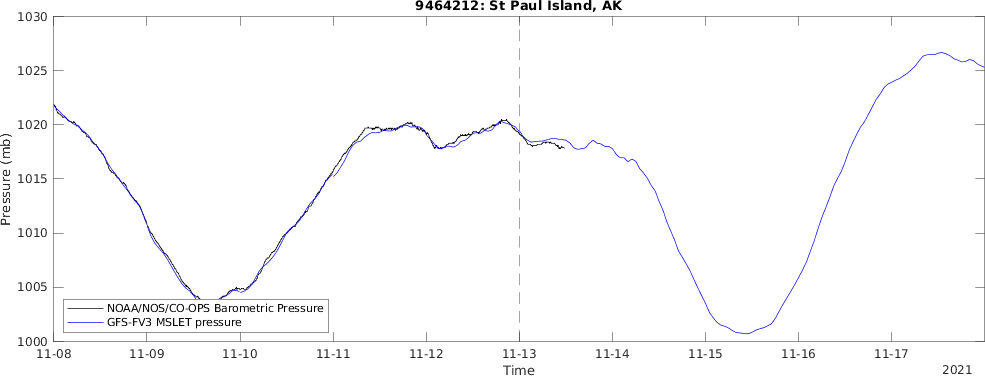 9464212: St Paul Island, AK
1030
1025
1020
1015
1010
1005
1000
Pressure (mb)
NOAA/NOS/CO-OPS Barometric Pressure
GFS-FV3 MSLET pressure
11-08 11-09 11-10 11-11 11-12 11-13 11-14 11-15 11-16 11-17
Time
2021